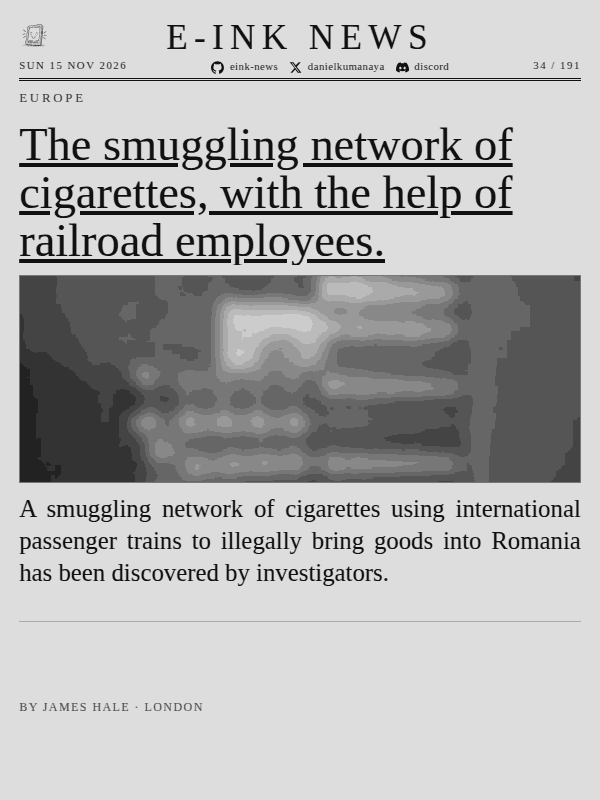 E-INK NEWS
SUN 15 NOV 2026
eink-news
danielkumanaya
discord
34 / 191
EUROPE
The smuggling network of
cigarettes, with the help of
railroad employees.
A smuggling network of cigarettes using international
passenger trains to illegally bring goods into Romania
has been discovered by investigators.
BY JAMES HALE · LONDON